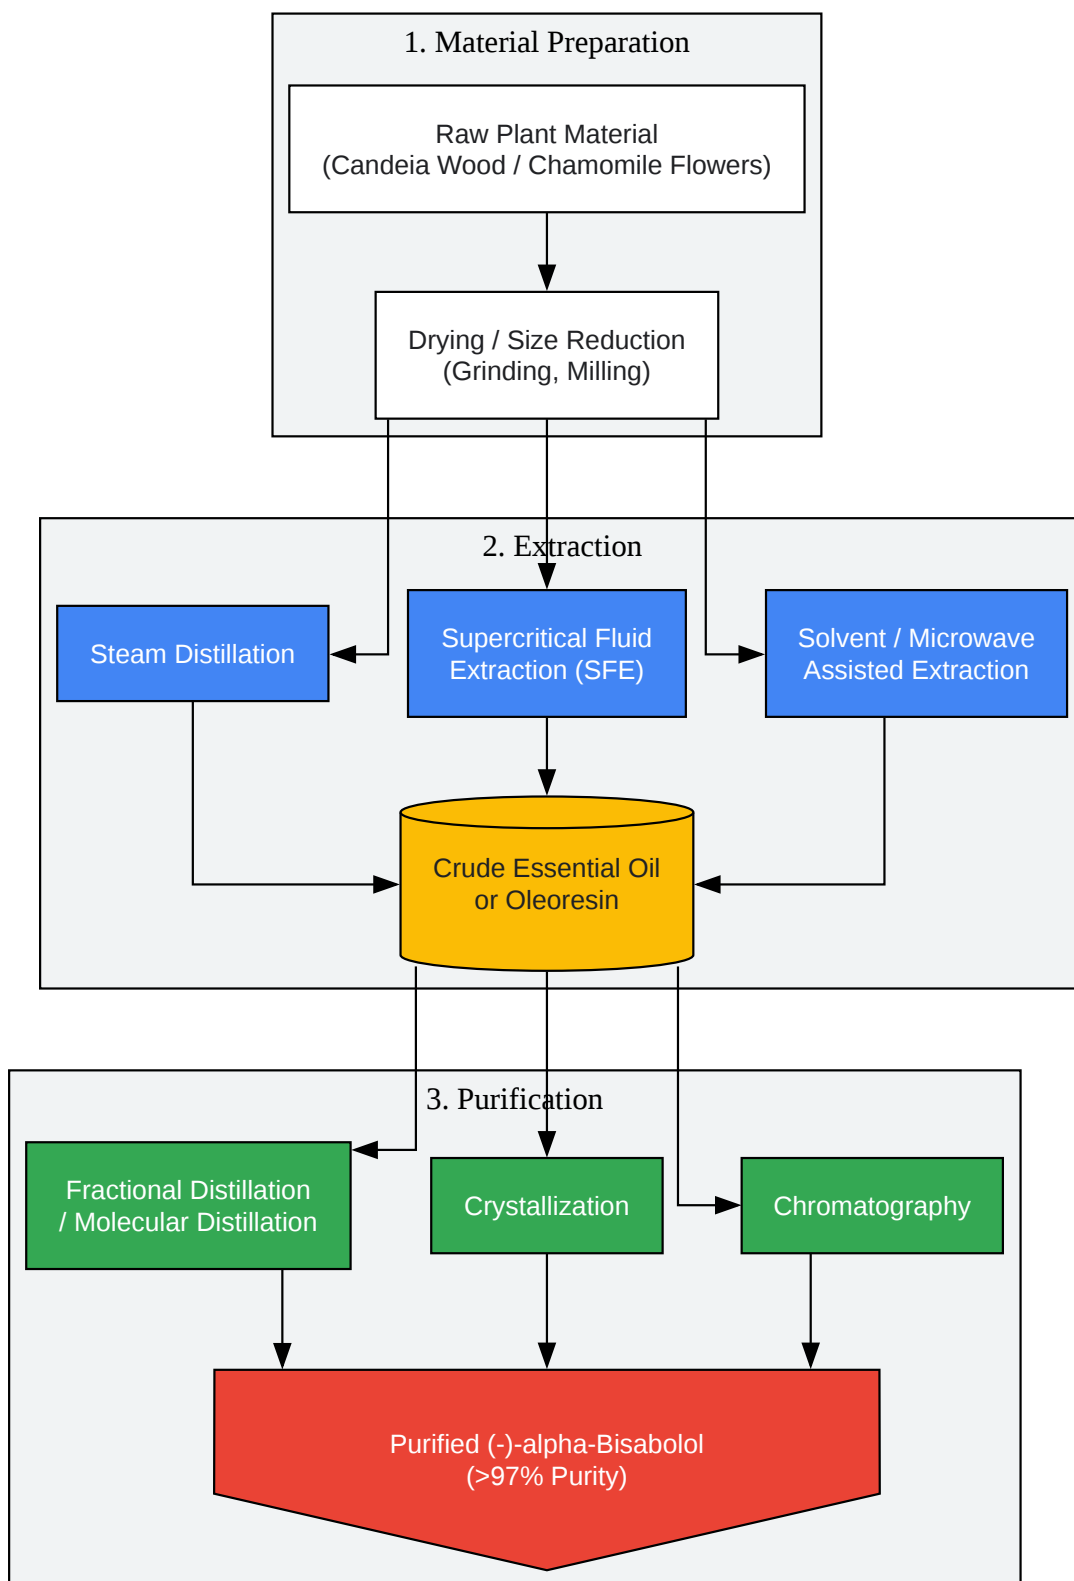 1. Material Preparation
Raw Plant Material
(Candeia Wood / Chamomile Flowers)
Drying / Size Reduction
(Grinding, Milling)
2. Extraction
Steam Distillation
Supercritical Fluid
Extraction (SFE)
Solvent / Microwave
Assisted Extraction
Crude Essential Oil
or Oleoresin
3. Purification
Fractional Distillation
/ Molecular Distillation
Crystallization
Chromatography
Purified (-)-alpha-Bisabolol
(>97% Purity)